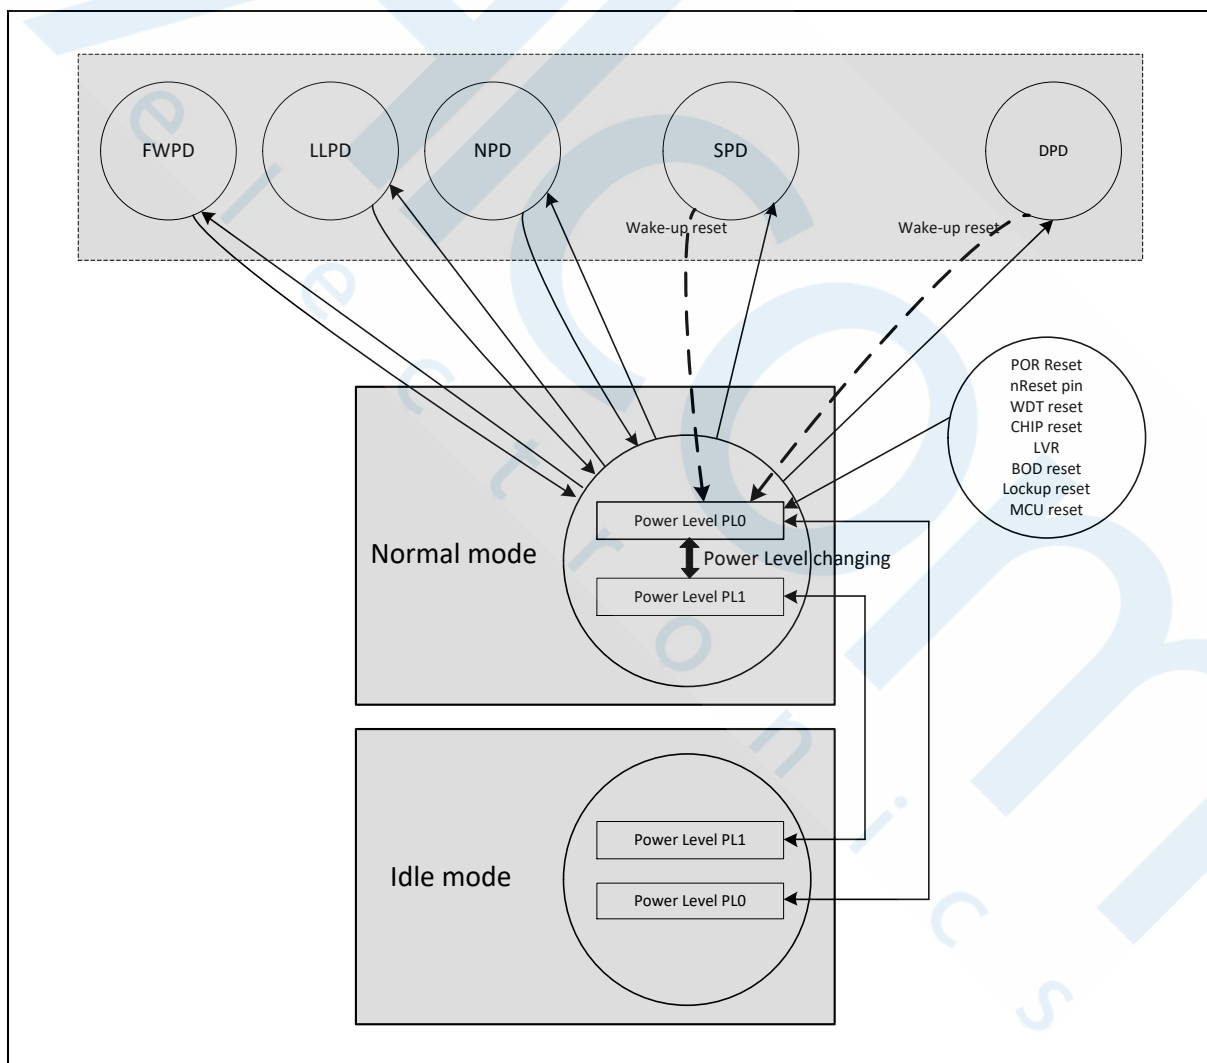 FWPD
LLPD
NPD
SPD
DPD
Wake-up reset
Wake-up reset
POR Reset
nReset pin
WDT reset
CHIP reset
LVR
BOD reset
Lockup reset
MCU reset
Normal mode
Power Level PL0
Power Level changing
Power Level PL1
Idle mode
Power Level PL1
Power Level PL0
electronics